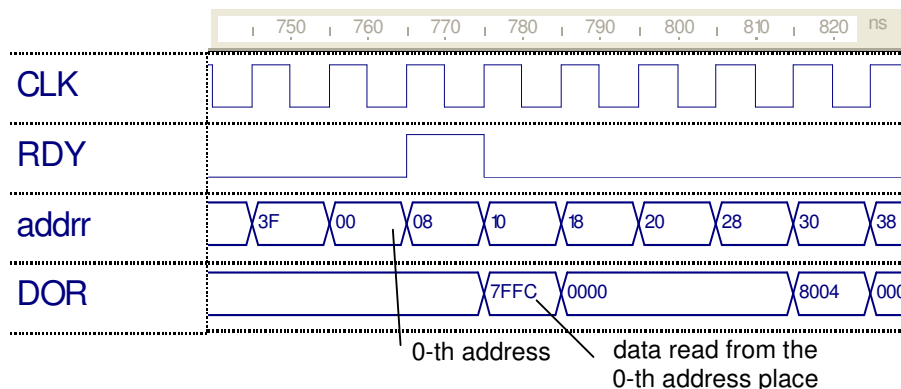 750 760 770 780 790 800 810 820 ns
CLK
RDY
addrr 3F 00 08 10 18 20 28 30 38
DOR 7FFC 0000 8004 000
0-th address
data read from the
0-th address place